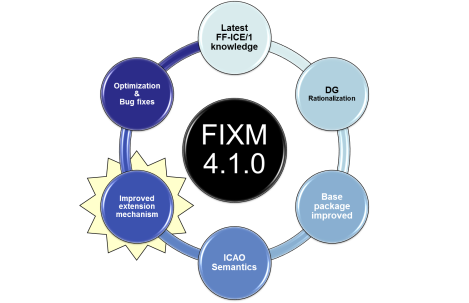 Latest
FF-ICE/1
knowledge
DG
Rationalization
Base
package
improved
ICAO
Semantics
Improved
extension
mechanism
Optimization
&
Bug fixes
FIXM
4.1.0